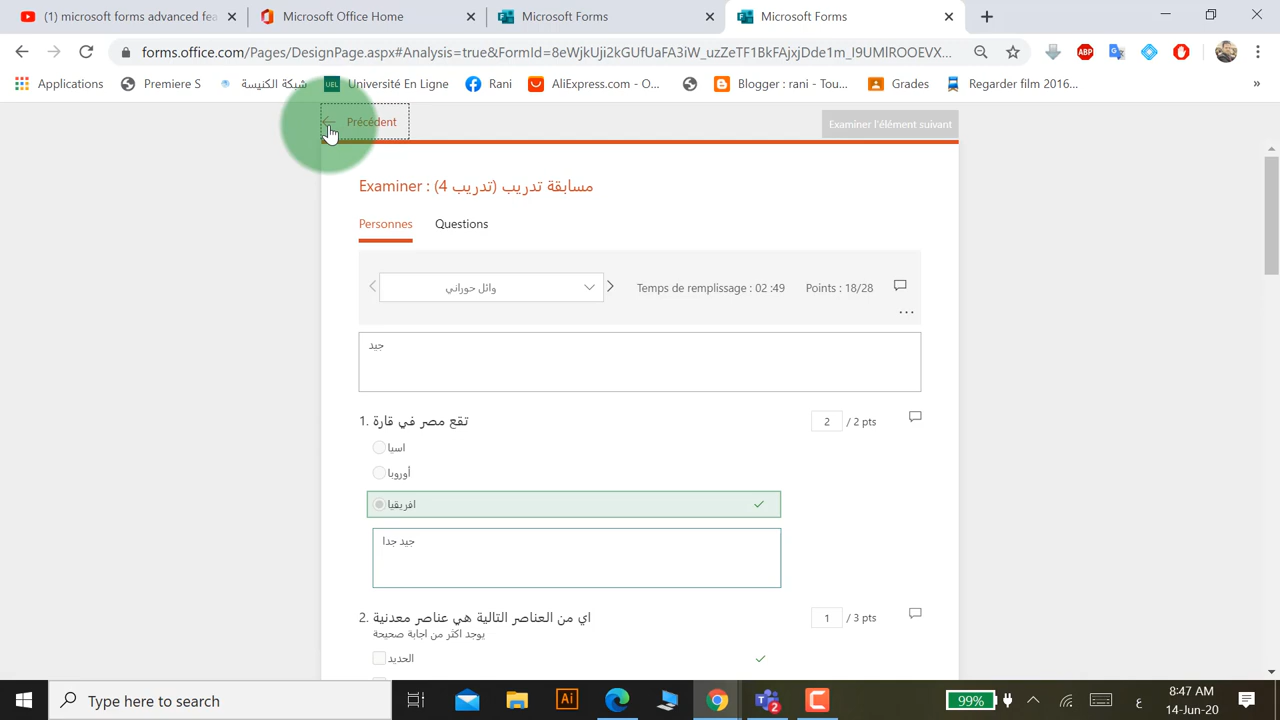 (1) microsoft forms advanced fea
Microsoft Office Home
Microsoft Forms
Microsoft Forms
forms.office.com/Pages/DesignPage.aspx#Analysis=true&FormId=8eWjkUji2kGUfUaFA3iW_uzZeTF1BkFAjxjDde1m_I9UMIROOEVX...
ABP
Applications
Premiere S
شبكة الكنيسة
UEL
Université En Ligne
Rani
AliExpress.com - O...
Blogger : rani - Tou...
Grades
Regarder film 2016...
»
Précédent
Examiner l'élément suivant
Examiner : مسابقة تدريب (تدريب 4)
Personnes
Questions
وائل حوراني
Temps de remplissage : 02 :49
Points : 18/28
جيد
1. تقع مصر في قارة
2 / 2 pts
اسيا
أوروبا
افريقيا
جيد جدا
2. اي من العناصر التالية هي عناصر معدنية
1 / 3 pts
يوجد اكثر من اجابة صحيحة
الحديد
Type here to search
Ai
2
99%
ع
8:47 AM
14-Jun-20